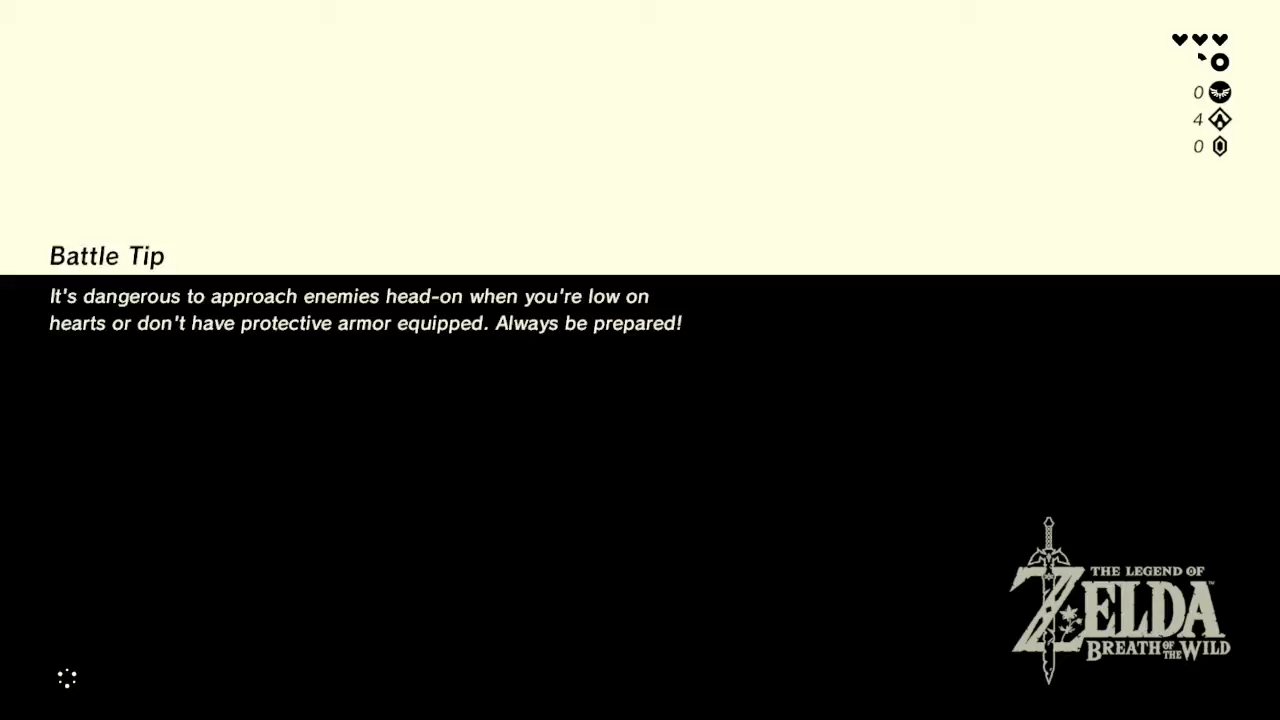 0
4
0
Battle Tip
It's dangerous to approach enemies head-on when you're low on
hearts or don't have protective armor equipped. Always be prepared!
THE LEGEND OF
ZELDA
BREATH OF THE WILD